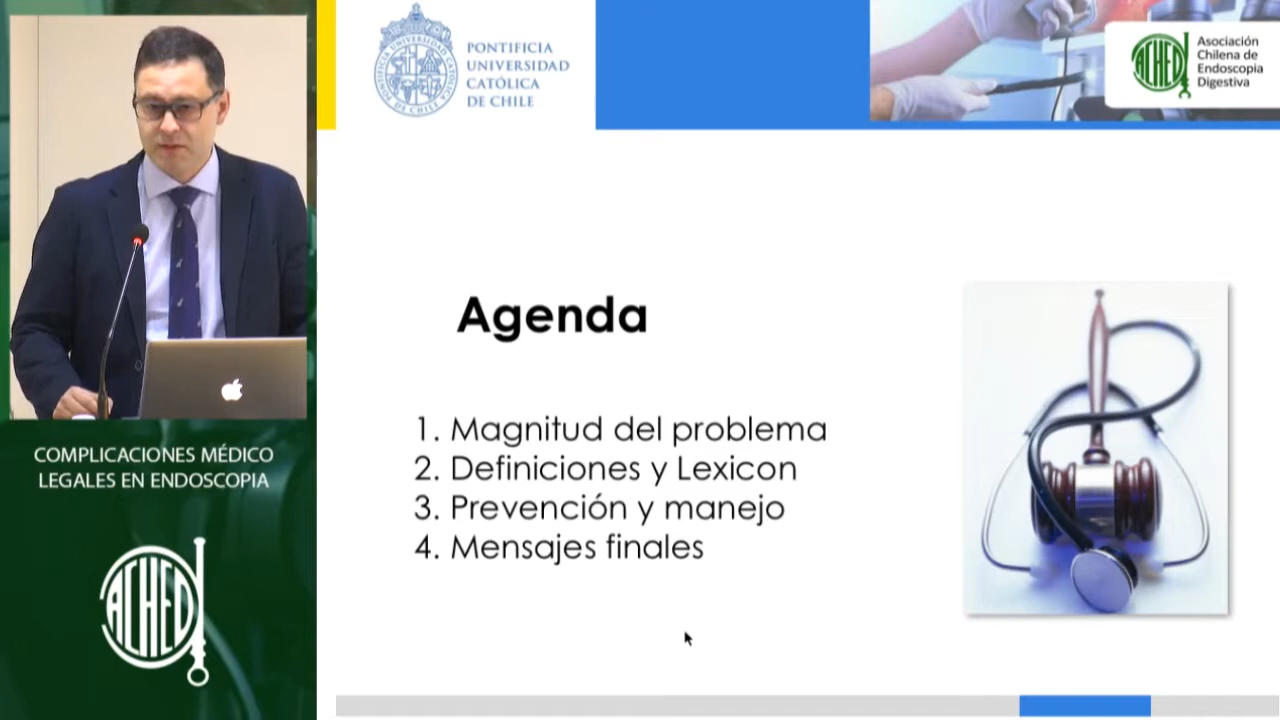 COMPLICACIONES MÉDICO
LEGALES EN ENDOSCOPIA
ACHED
PONTIFICIA
UNIVERSIDAD
CATÓLICA
DE CHILE
ACHED
Asociación
Chilena de
Endoscopia
Digestiva
Agenda
1. Magnitud del problema
2. Definiciones y Lexicon
3. Prevención y manejo
4. Mensajes finales